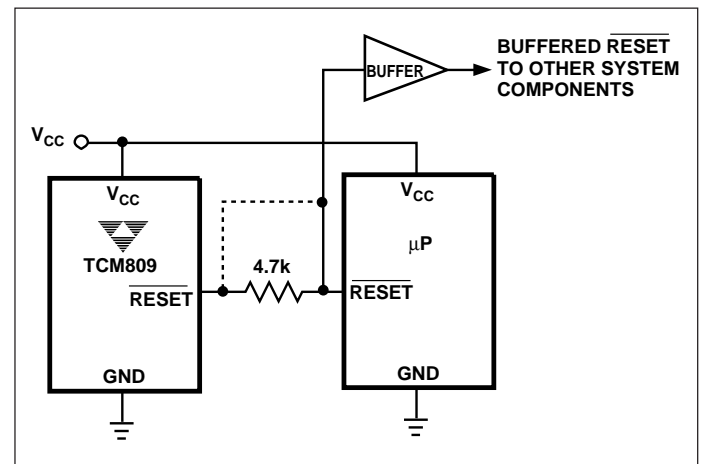 BUFFERED RESET
TO OTHER SYSTEM
COMPONENTS
BUFFER
VCC
VCC
TCM809
RESET
GND
4.7k
VCC
μP
RESET
GND